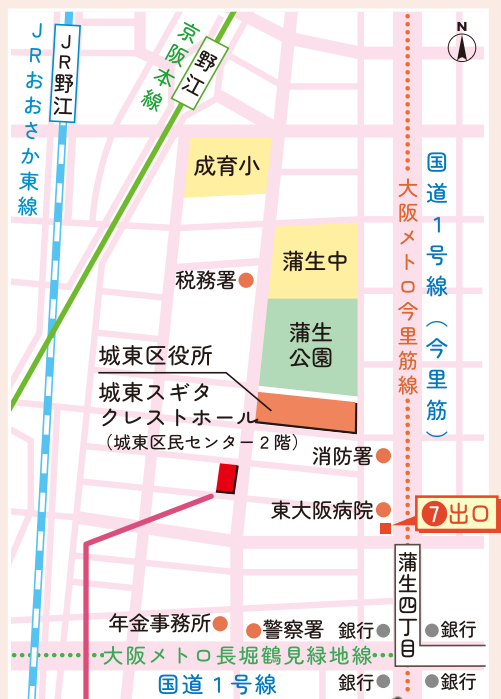 N
JR野江
JRおおさか東線
野江
京阪本線
成育小
国道1号線（今里筋）
大阪メトロ今里筋線
蒲生中
税務署
蒲生
公園
城東区役所
城東スギタ
クレストホール
（城東区民センター２階）
消防署
東大阪病院
7出口
蒲生四丁目
年金事務所
警察署
銀行
銀行
大阪メトロ長堀鶴見緑地線
国道1号線
銀行
銀行